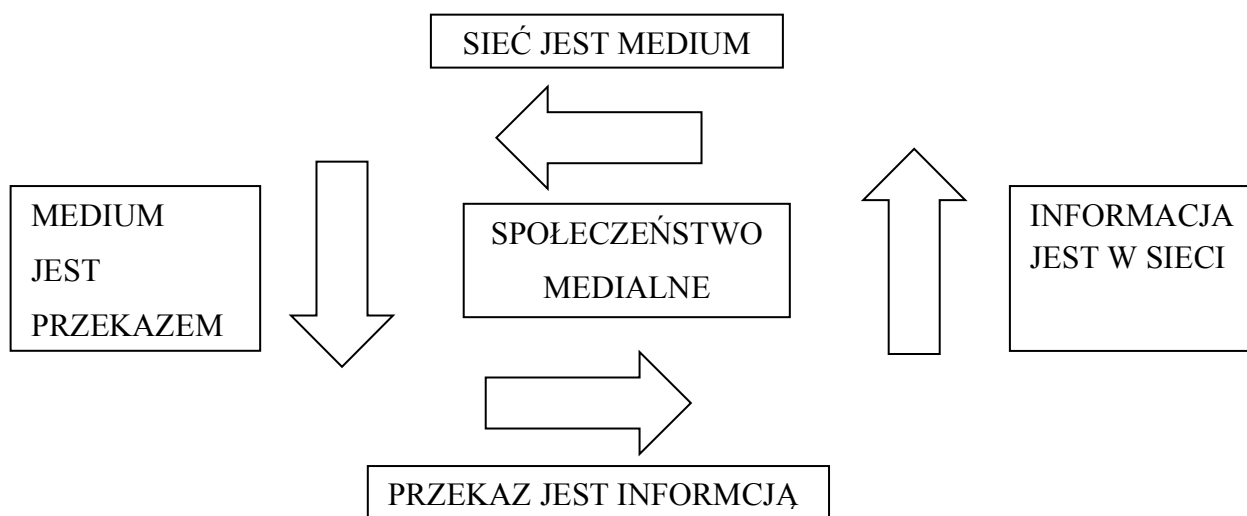 SIEĆ JEST MEDIUM
MEDIUM
JEST
PRZEKAZEM
SPOŁECZEŃSTWO
MEDIALNE
INFORMACJA
JEST W SIECI
PRZEKAZ JEST INFORMCJĄ